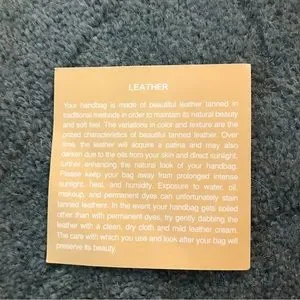 LEATHER
Your handbag is made of beautiful leather tanned in
traditional methods in order to maintain its natural beauty
and soft feel. The variations in color and texture are the
prized characteristics of beautiful tanned leather. Over
time, the leather will acquire a patina and may also
darken due to the oils from your skin and direct sunlight,
further enhancing the natural look of your handbag.
Please keep your bag away from prolonged intense
sunlight, heat, and humidity. Exposure to water, oil,
makeup, and permanent dyes can unfortunately stain
tanned leathers. In the event your handbag gets soiled
other than with permanent dyes, try gently dabbing the
leather with a clean, dry cloth and mild leather cream.
The care with which you use and look after your bag will
preserve its beauty.